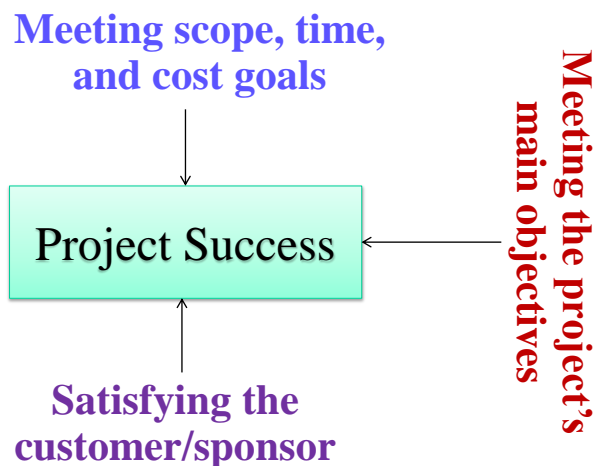 Meeting scope, time,
and cost goals
Meeting the project's
main objectives
Project Success
Satisfying the
customer/sponsor